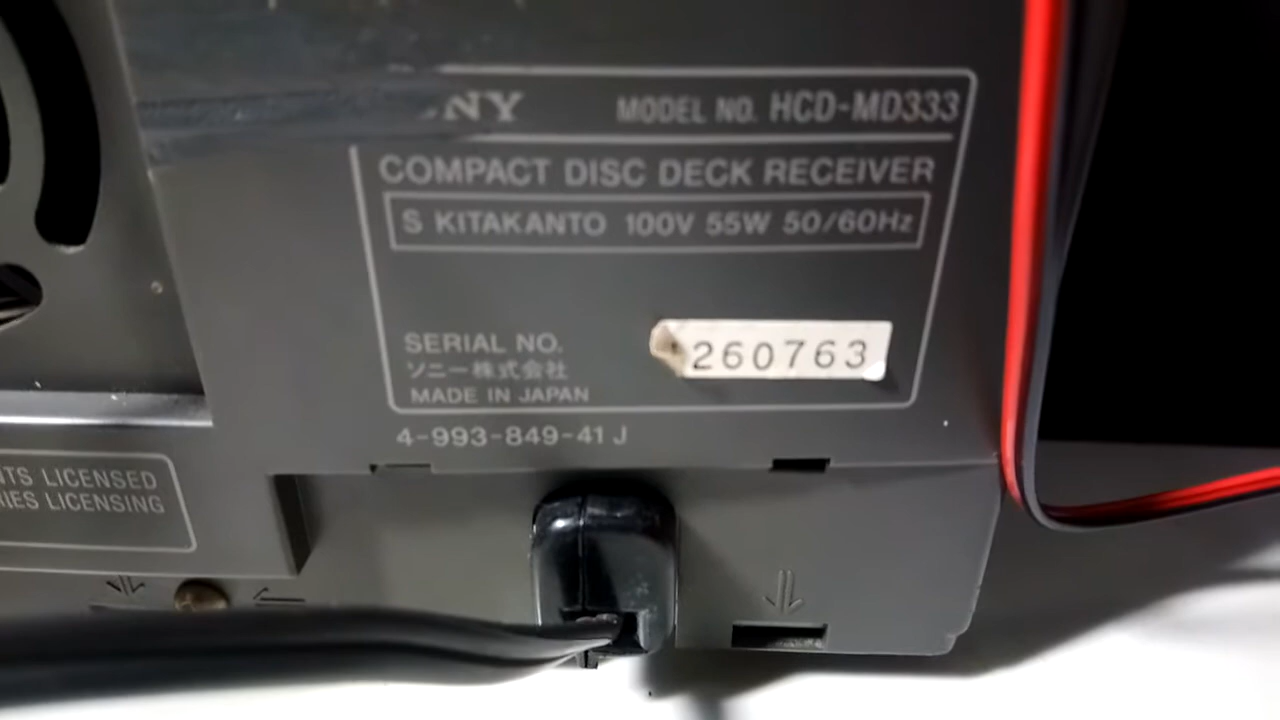 NY MODEL NO. HCD-MD333
COMPACT DISC DECK RECEIVER
S KITAKANTO 100V 55W 50/60Hz
SERIAL NO. 260763
ソニー株式会社
MADE IN JAPAN
4-993-849-41 J
NTS LICENSED
RIES LICENSING